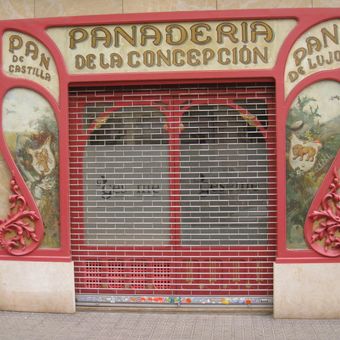 PANADERIA
DE LA CONCEPCIÓN
PAN
DE
CASTILLA
PAN
DE LUJO